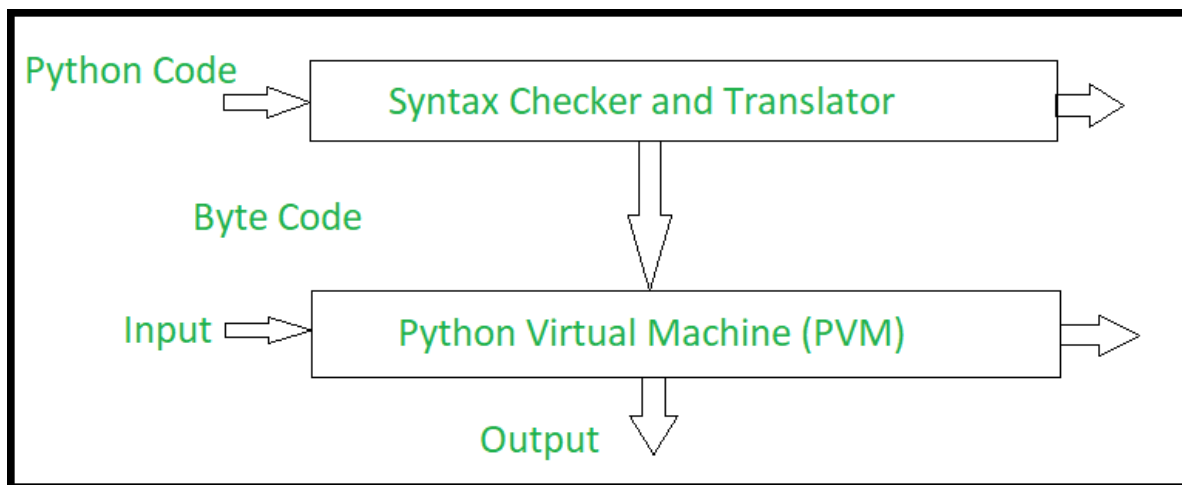 Python Code
Syntax Checker and Translator
Byte Code
Input
Python Virtual Machine (PVM)
Output